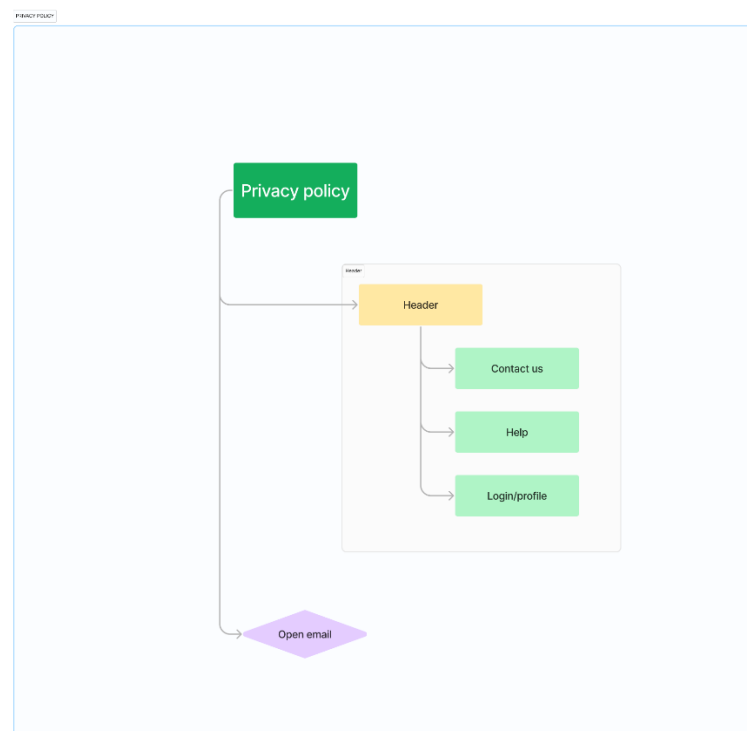 PRIVACY POLICY
Privacy policy
Header
Header
Contact us
Help
Login/profile
Open email